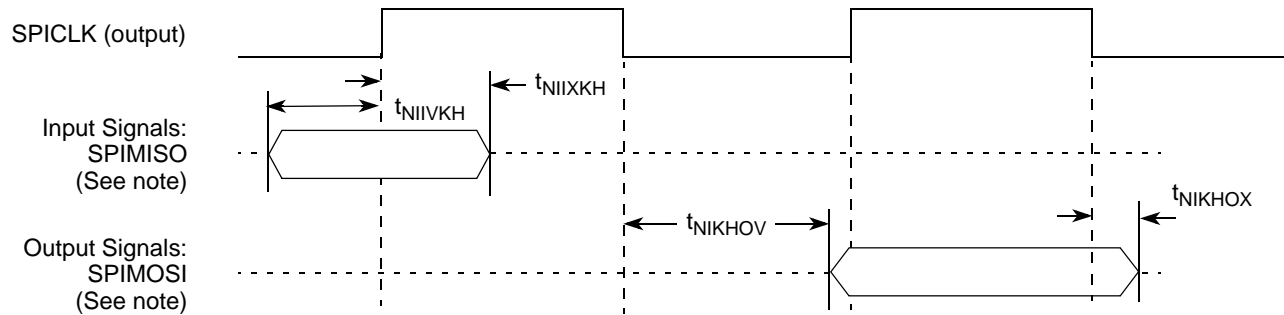 SPICLK (output)
tNIIXKH
tNIIVKH
Input Signals:
SPIMISO
(See note)
tNIKHOX
tNIKHOV
Output Signals:
SPIMOSI
(See note)